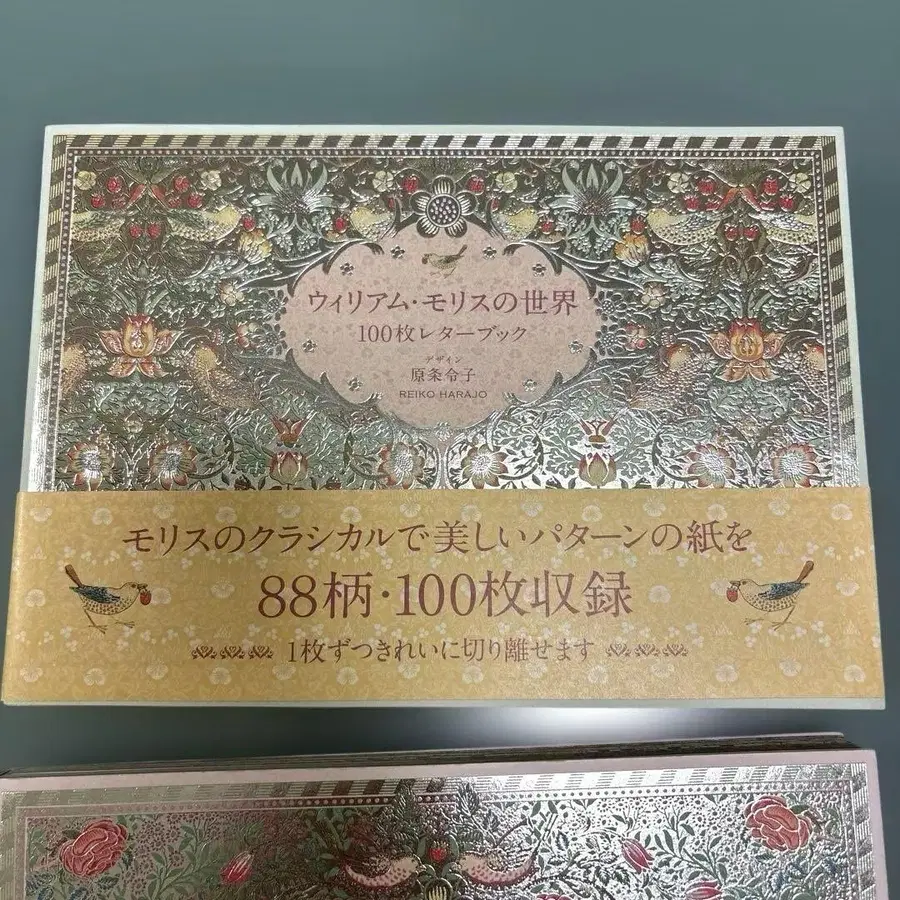 ウィリアム・モリスの世界
100枚レターブック
デザイン
原条令子
REIKO HARAJO
モリスのクラシカルで美しいパターンの紙を
88柄・100枚収録
1枚ずつきれいに切り離せます